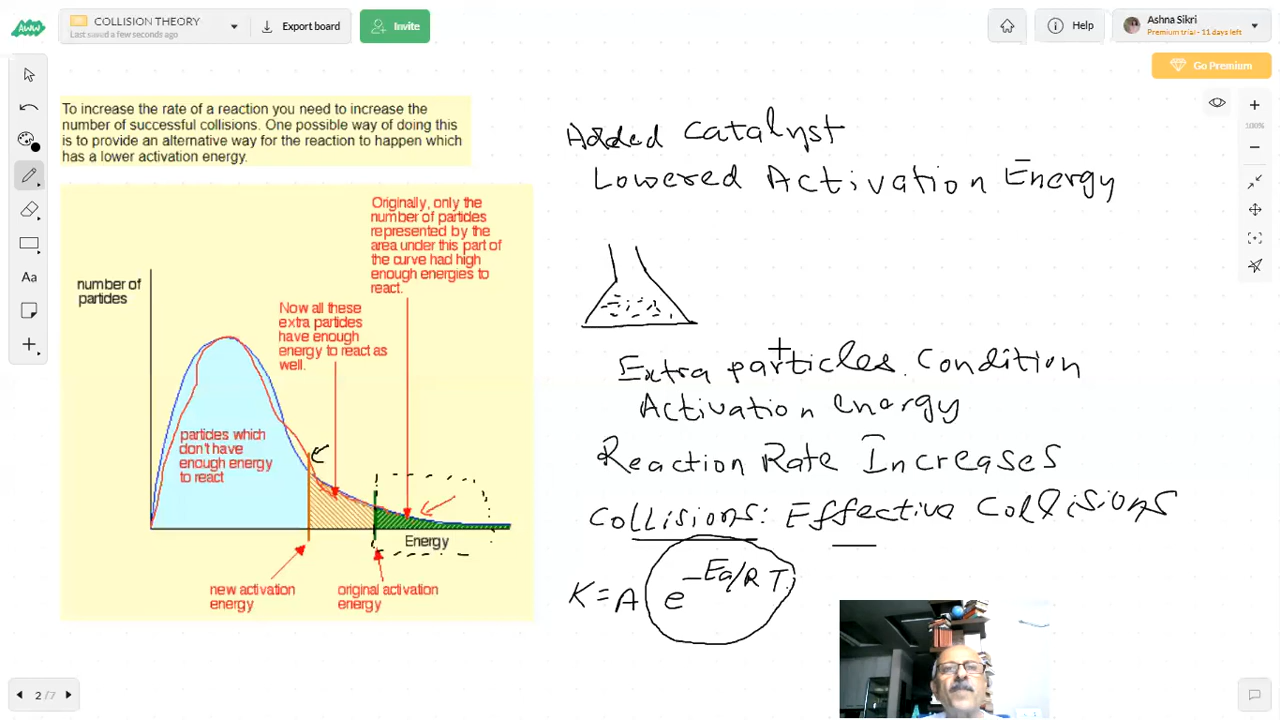 COLLISION THEORY
Last saved a few seconds ago
Export board
Invite
Help
Ashna Sikri
Premium trial - 11 days left
Go Premium
AWW
100%
Aa
To increase the rate of a reaction you need to increase the
number of successful collisions. One possible way of doing this
is to provide an alternative way for the reaction to happen which
has a lower activation energy.
number of
particles
Originally, only the
number of particles
represented by the
area under this part of
the curve had high
enough energies to
react.
Now all these
extra particles
have enough
energy to react as
well.
particles which
don't have
enough energy
to react
Energy
new activation
energy
original activation
energy
Added Catalyst
Lowered Activation Energy
Extra particles. Condition
Activation energy
Reaction Rate Increases
Collisions: Effective Collisions
K = A e^-Ea/RT
2 / 7